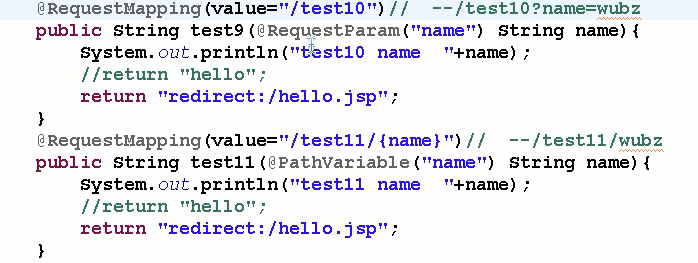 @RequestMapping(value="/test10")//  --/test10?name=wubz
public String test9(@RequestParam("name") String name){
    System.out.println("test10 name  "+name);
    //return "hello";
    return "redirect:/hello.jsp";
}
@RequestMapping(value="/test11/{name}")//  --/test11/wubz
public String test11(@PathVariable("name") String name){
    System.out.println("test11 name  "+name);
    //return "hello";
    return "redirect:/hello.jsp";
}